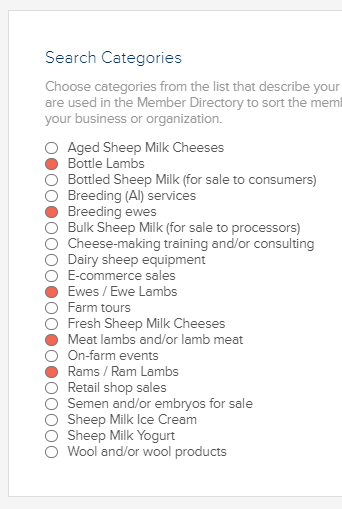 Search Categories
Choose categories from the list that describe your
are used in the Member Directory to sort the
your business or organization.
Aged Sheep Milk Cheeses
Bottle Lambs
Bottled Sheep Milk (for sale to consumers)
Breeding (AI) services
Breeding ewes
Bulk Sheep Milk (for sale to processors)
Cheese-making training and/or consulting
Dairy sheep equipment
E-commerce sales
Ewes / Ewe Lambs
Farm tours
Fresh Sheep Milk Cheeses
Meat lambs and/or lamb meat
On-farm events
Rams / Ram Lambs
Retail shop sales
Semen and/or embryos for sale
Sheep Milk Ice Cream
Sheep Milk Yogurt
Wool and/or wool products